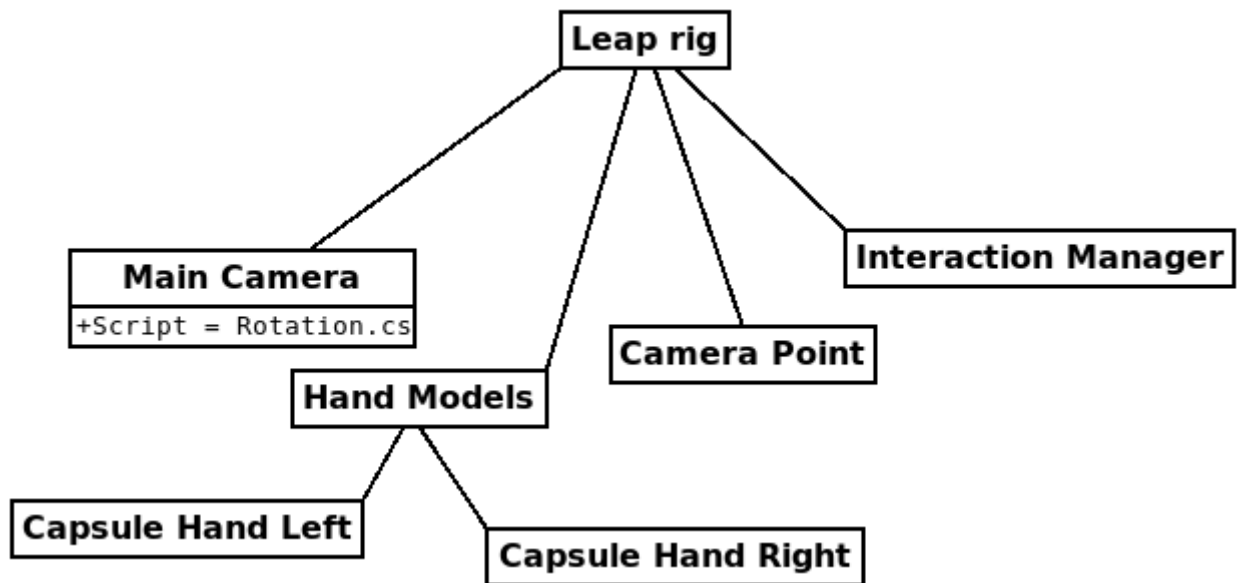 Leap rig
Main Camera
+Script = Rotation.cs
Interaction Manager
Camera Point
Hand Models
Capsule Hand Left
Capsule Hand Right